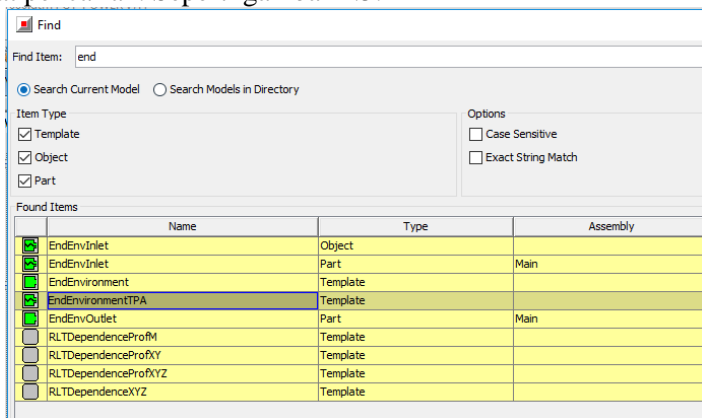 Find
Find Item: end
Search Current Model Search Models in Directory
Item Type Options
Template Case Sensitive
Object Exact String Match
Part
Found Items
Name Type Assembly
EndEnvInlet Object
EndEnvInlet Part Main
EndEnvironment Template
EndEnvironmentTPA Template
EndEnvOutlet Part Main
RLTDependenceProfM Template
RLTDependenceProfXY Template
RLTDependenceProfXYZ Template
RLTDependenceXYZ Template